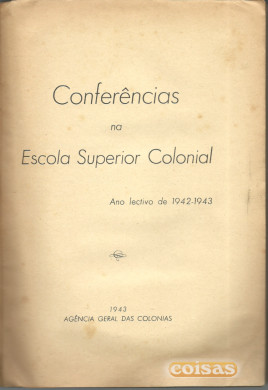 Conferências
na
Escola Superior Colonial
Ano lectivo de 1942-1943
1943
AGÊNCIA GERAL DAS COLONIAS
coisas